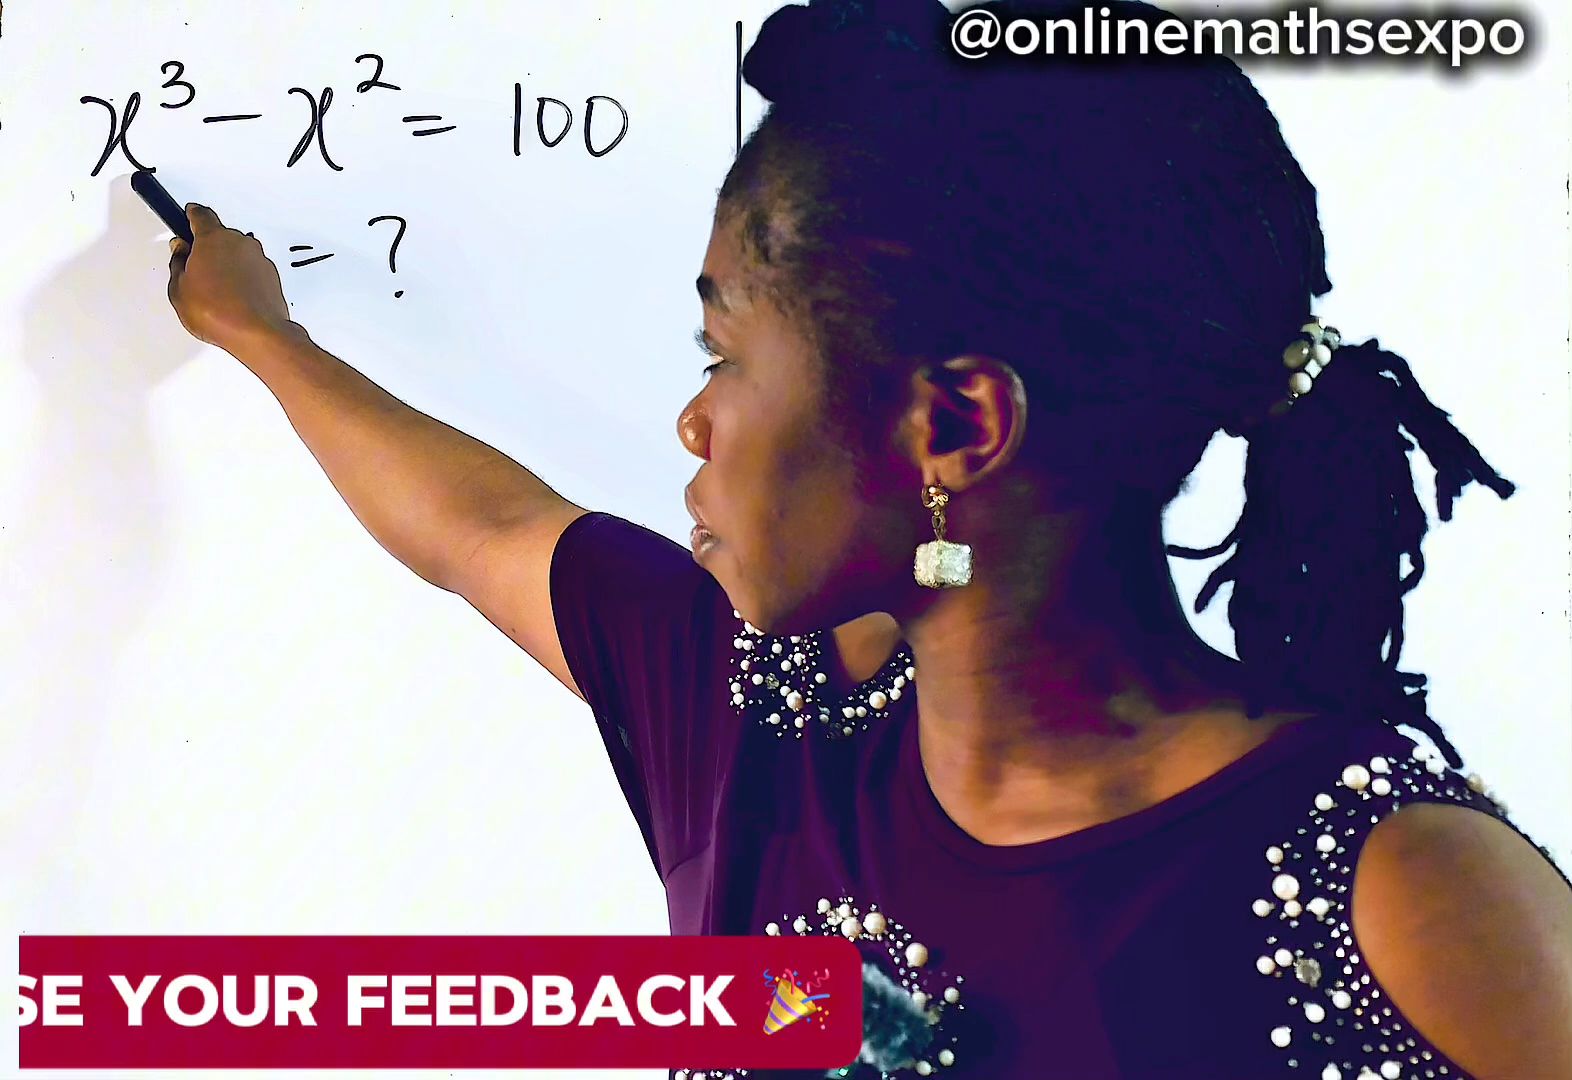 @onlinemathsexpo
x³ - x² = 100
= ?
SE YOUR FEEDBACK 🎉